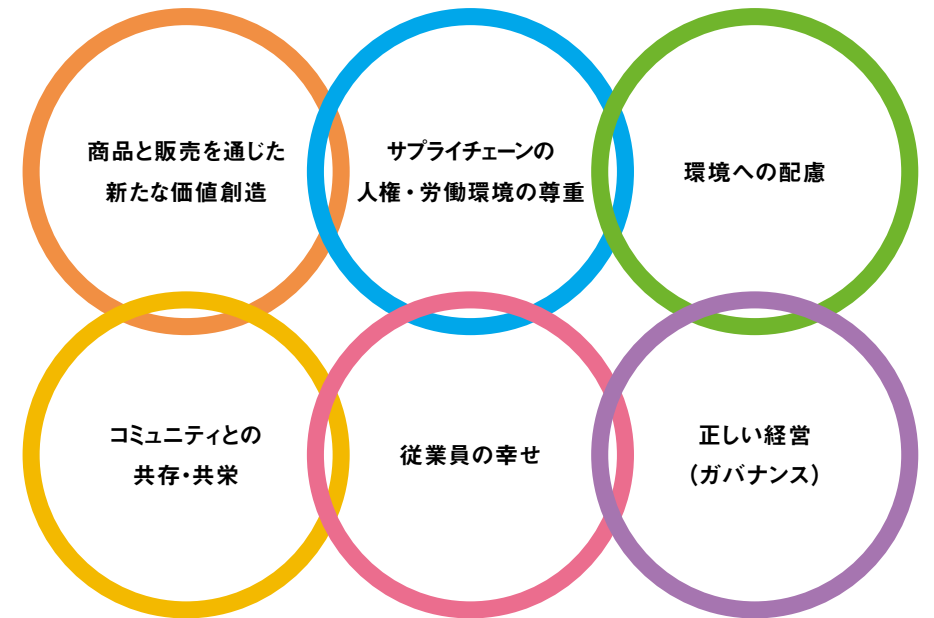 商品と販売を通じた
新たな価値創造
サプライチェーンの
人権・労働環境の尊重
環境への配慮
コミュニティとの
共存・共栄
従業員の幸せ
正しい経営
(ガバナンス)